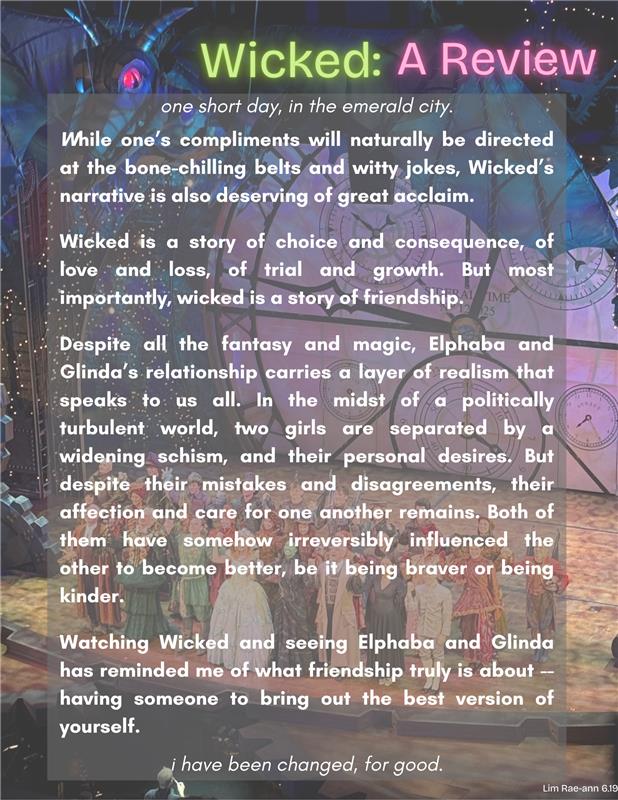 Wicked: A Review
one short day, in the emerald city.
While one's compliments will naturally be directed
at the bone-chilling belts and witty jokes, Wicked's
narrative is also deserving of great acclaim.
Wicked is a story of choice and consequence, of
love and loss, of trial and growth. But most
importantly, wicked is a story of friendship.
Despite all the fantasy and magic, Elphaba and
Glinda's relationship carries a layer of realism that
speaks to us all. In the midst of a politically
turbulent world, two girls are separated by a
widening schism, and their personal desires. But
despite their mistakes and disagreements, their
affection and care for one another remains. Both of
them have somehow irreversibly influenced the
other to become better, be it being braver or being
kinder.
Watching Wicked and seeing Elphaba and Glinda
has reminded me of what friendship truly is about --
having someone to bring out the best version of
yourself.
i have been changed, for good.
Lim Rae-ann 6.19